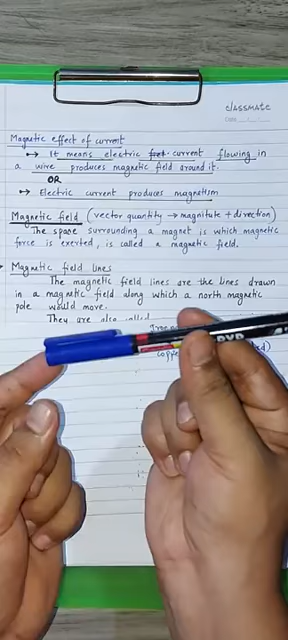 classmate
Magnetic effect of current
↦ It means electric current flowing in
a wire produces magnetic field around it.
OR
↦ Electric current produces magnetism
Magnetic field (vector quantity → magnitude + direction)
The space surrounding a magnet is which magnetic
force is exerted, is called a magnetic field.
Magnetic field lines
The magnetic field lines are the lines drawn
in a magnetic field along which a north magnetic
pole would move.
They are also called